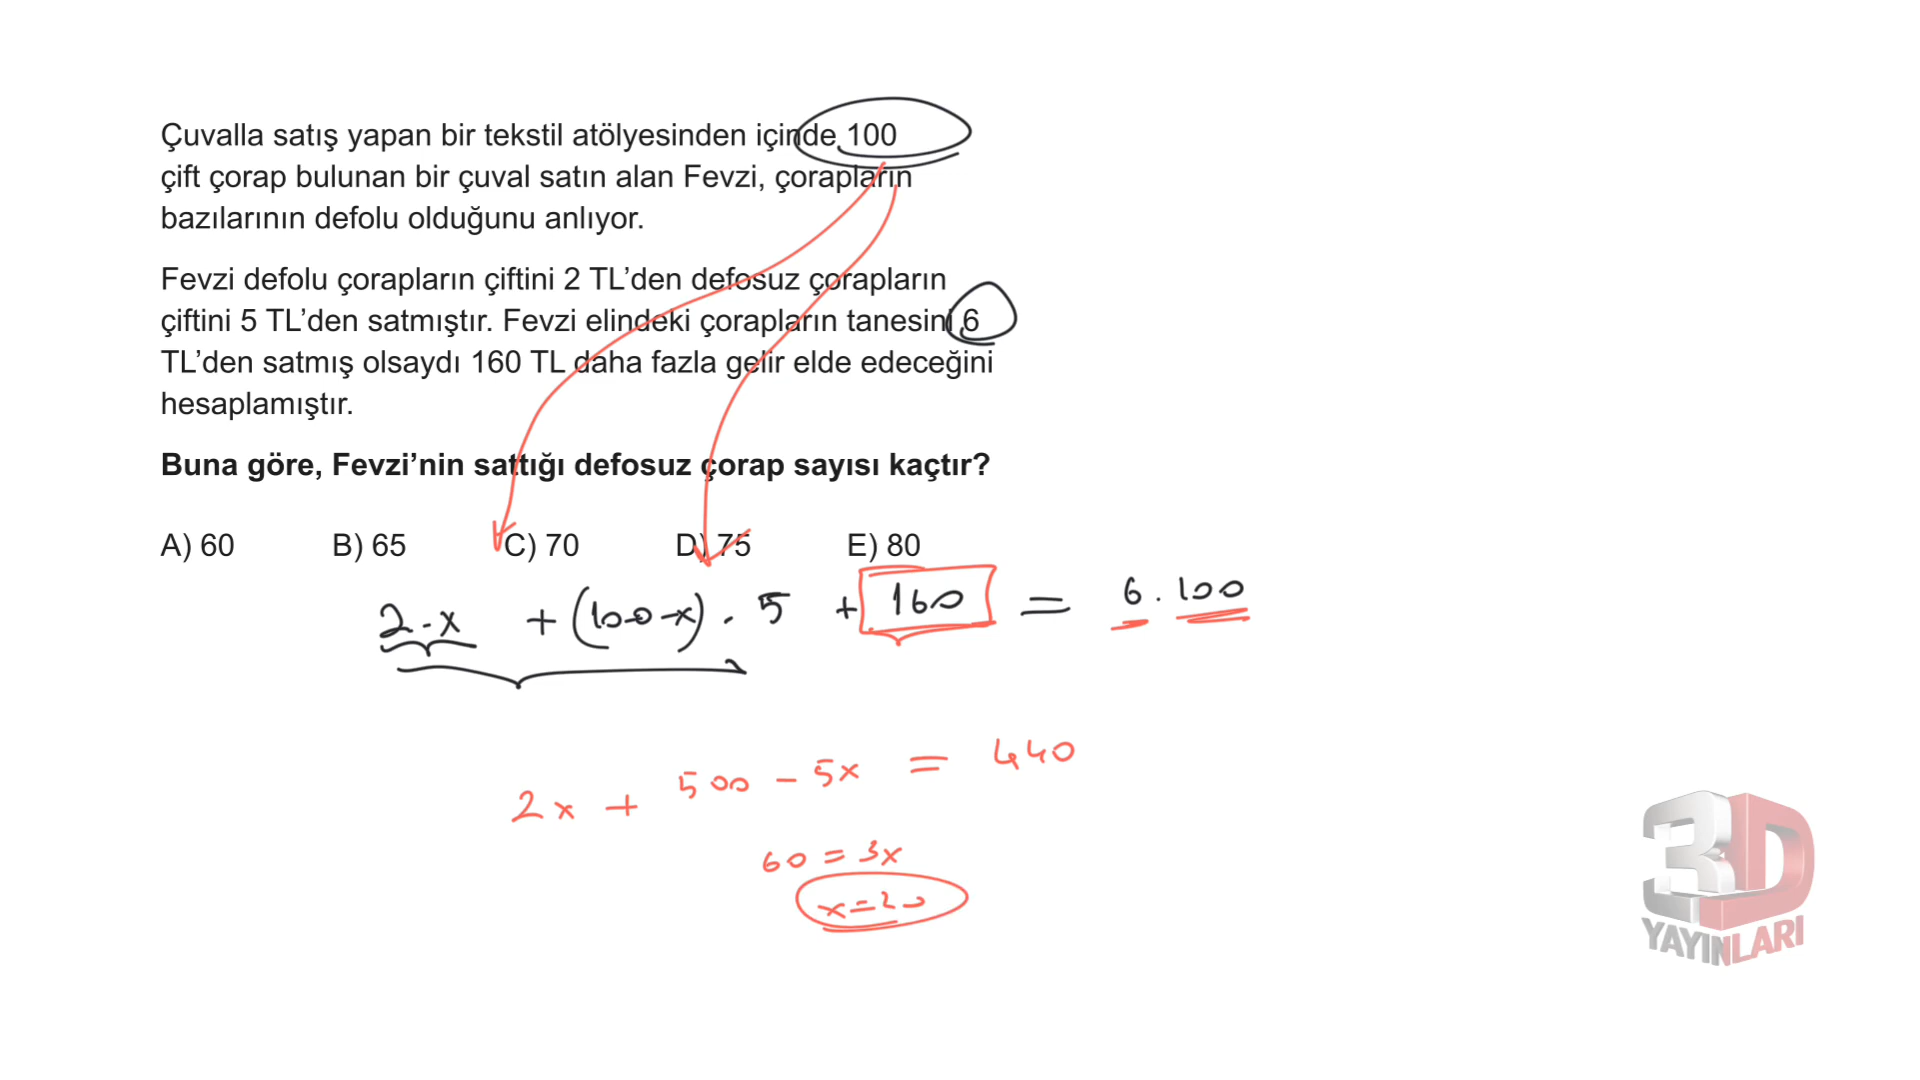 Çuvalla satış yapan bir tekstil atölyesinden içinde 100
çift çorap bulunan bir çuval satın alan Fevzi, çorapların
bazılarının defolu olduğunu anlıyor.
Fevzi defolu çorapların çiftini 2 TL’den defosuz çorapların
çiftini 5 TL’den satmıştır. Fevzi elindeki çorapların tanesini 6
TL’den satmış olsaydı 160 TL daha fazla gelir elde edeceğini
hesaplamıştır.
Buna göre, Fevzi’nin sattığı defosuz çorap sayısı kaçtır?
A) 60 B) 65 C) 70 D) 75 E) 80
2·x + (100-x) · 5 + 160 = 6 . 100
2x + 500 - 5x = 440
60 = 3x
x=20
3D
YAYINLARI